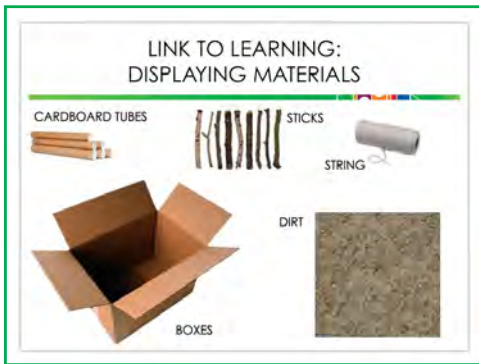 LINK TO LEARNING:
DISPLAYING MATERIALS
CARDBOARD TUBES
STICKS
STRING
DIRT
BOXES